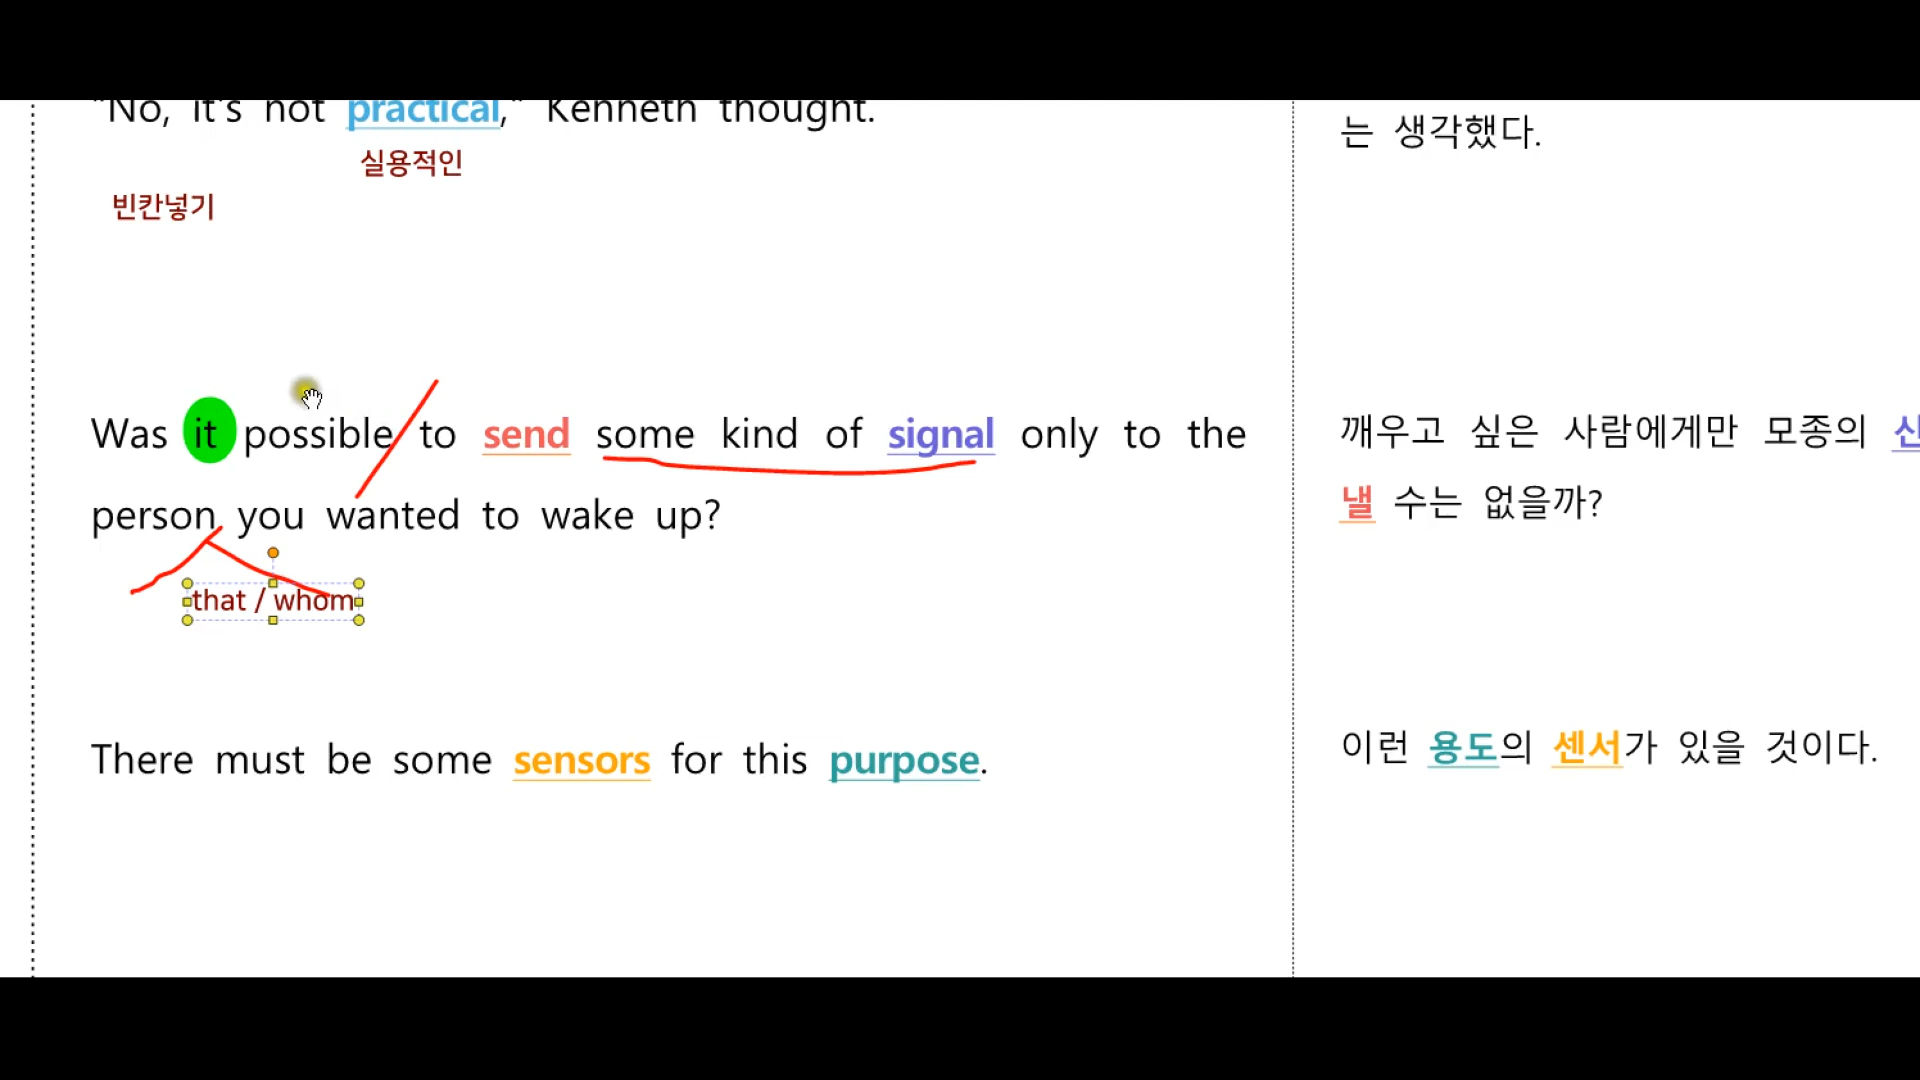 "No, it's not practical," Kenneth thought.
실용적인
빈칸넣기
Was it possible to send some kind of signal only to the
person you wanted to wake up?
that / whom
There must be some sensors for this purpose.
는 생각했다.
깨우고 싶은 사람에게만 모종의
낼 수는 없을까?
이런 용도의 센서가 있을 것이다.